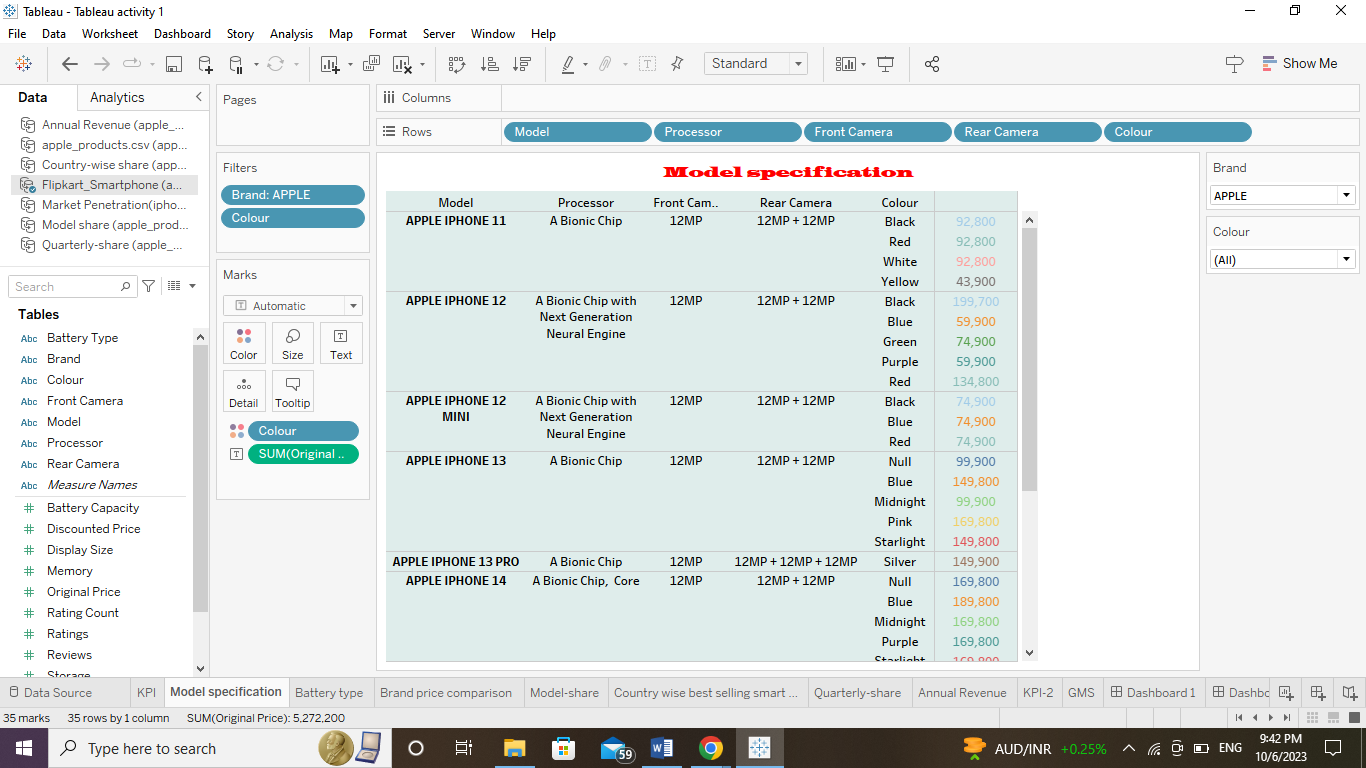 Tableau - Tableau activity 1
File Data Worksheet Dashboard Story Analysis Map Format Server Window Help
Standard
Show Me
Data Analytics
Annual Revenue (apple_...
apple_products.csv (app...
Country-wise share (app...
Flipkart_Smartphone (a...
Market Penetration(ipho...
Model share (apple_prod...
Quarterly-share (apple_...
Search
Tables
Abc Battery Type
Abc Brand
Abc Colour
Abc Front Camera
Abc Model
Abc Processor
Abc Rear Camera
Abc Measure Names
# Battery Capacity
# Discounted Price
# Display Size
# Memory
# Original Price
# Rating Count
# Ratings
# Reviews
# Storage
Pages
Filters
Brand: APPLE
Colour
Marks
T Automatic
Color Size Text
Detail Tooltip
Colour
T SUM(Original ..
Columns
Rows Model Processor Front Camera Rear Camera Colour
Model specification
Model Processor Front Cam.. Rear Camera Colour
APPLE IPHONE 11 A Bionic Chip 12MP 12MP + 12MP Black 92,800
Red 92,800
White 92,800
Yellow 43,900
APPLE IPHONE 12 A Bionic Chip with 12MP 12MP + 12MP Black 199,700
Next Generation Blue 59,900
Neural Engine Green 74,900
Purple 59,900
Red 134,800
APPLE IPHONE 12 A Bionic Chip with 12MP 12MP + 12MP Black 74,900
MINI Next Generation Blue 74,900
Neural Engine Red 74,900
APPLE IPHONE 13 A Bionic Chip 12MP 12MP + 12MP Null 99,900
Blue 149,800
Midnight 99,900
Pink 169,800
Starlight 149,800
APPLE IPHONE 13 PRO A Bionic Chip 12MP 12MP + 12MP + 12MP Silver 149,900
APPLE IPHONE 14 A Bionic Chip, Core 12MP 12MP + 12MP Null 169,800
Blue 189,800
Midnight 169,800
Purple 169,800
Starlight 169,800
Brand
APPLE
Colour
(All)
Data Source KPI Model specification Battery type Brand price comparison Model-share Country wise best selling smart ... Quarterly-share Annual Revenue KPI-2 GMS Dashboard 1 Dashbo
35 marks 35 rows by 1 column SUM(Original Price): 5,272,200
Type here to search
59
W
AUD/INR +0.25%
ENG
9:42 PM
10/6/2023